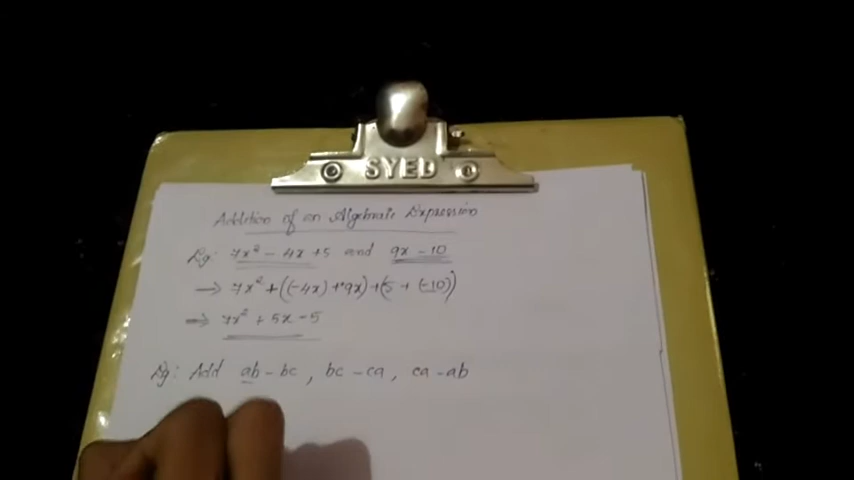 SYED
Addition of an Algebraic Expression
Eg: 7x² - 4x + 5 and 9x - 10
→ 7x² + ((-4x) + 9x) + (5 + (-10))
⇒ 7x² + 5x - 5
Eg: Add ab - bc, bc - ca, ca - ab